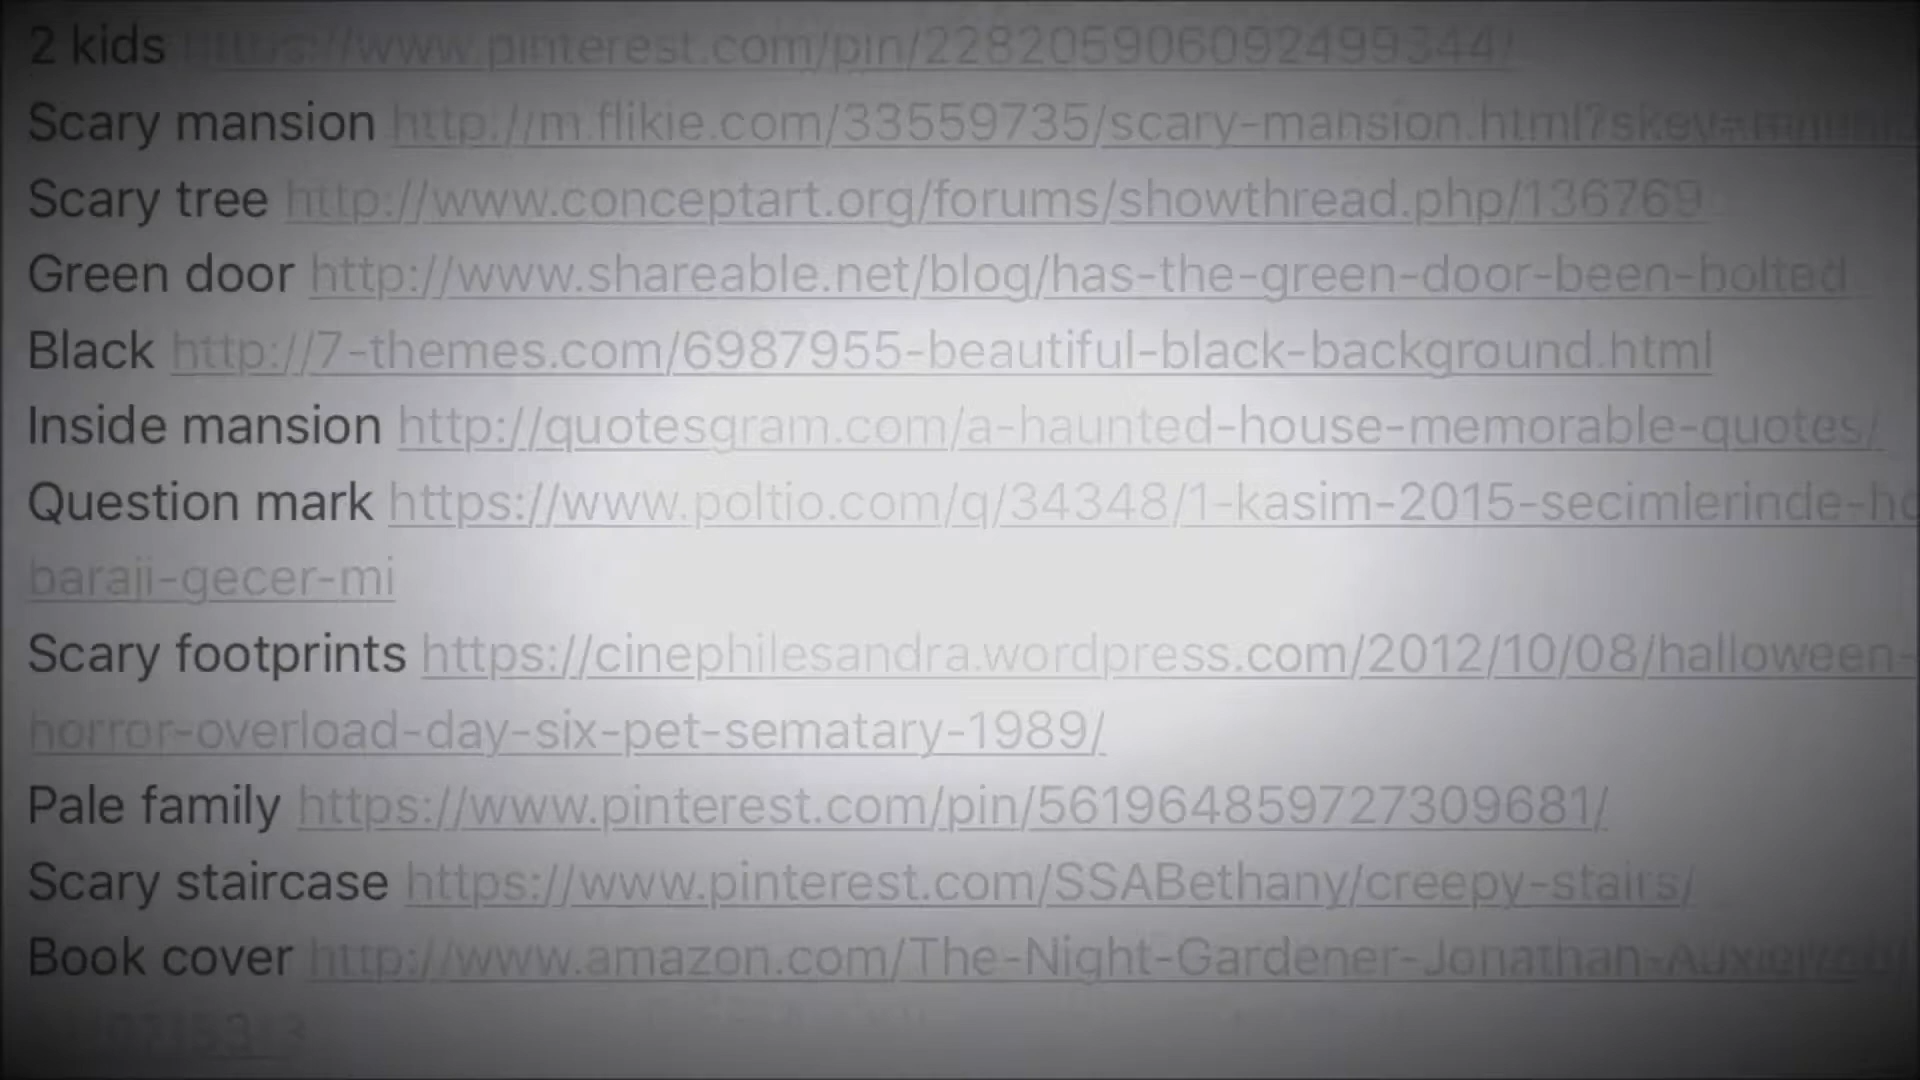 2 kids https://www.pinterest.com/pin/228205906092499344/
Scary mansion http://m.flikie.com/33559735/scary-mansion.html?
Scary tree http://www.conceptart.org/forums/showthread.php/136769
Green door http://www.shareable.net/blog/has-the-green-door-been-bolted
Black http://7-themes.com/6987955-beautiful-black-background.html
Inside mansion http://quotesgram.com/a-haunted-house-memorable-quotes/
Question mark https://www.poltio.com/q/34348/1-kasim-2015-secimlerinde-
baraji-gecer-mi
Scary footprints https://cinephilesandra.wordpress.com/2012/10/08/halloween-
horror-overload-day-six-pet-sematary-1989/
Pale family https://www.pinterest.com/pin/561964859727309681/
Scary staircase https://www.pinterest.com/SSABethany/creepy-stairs/
Book cover http://www.amazon.com/The-Night-Gardener-Jonathan-